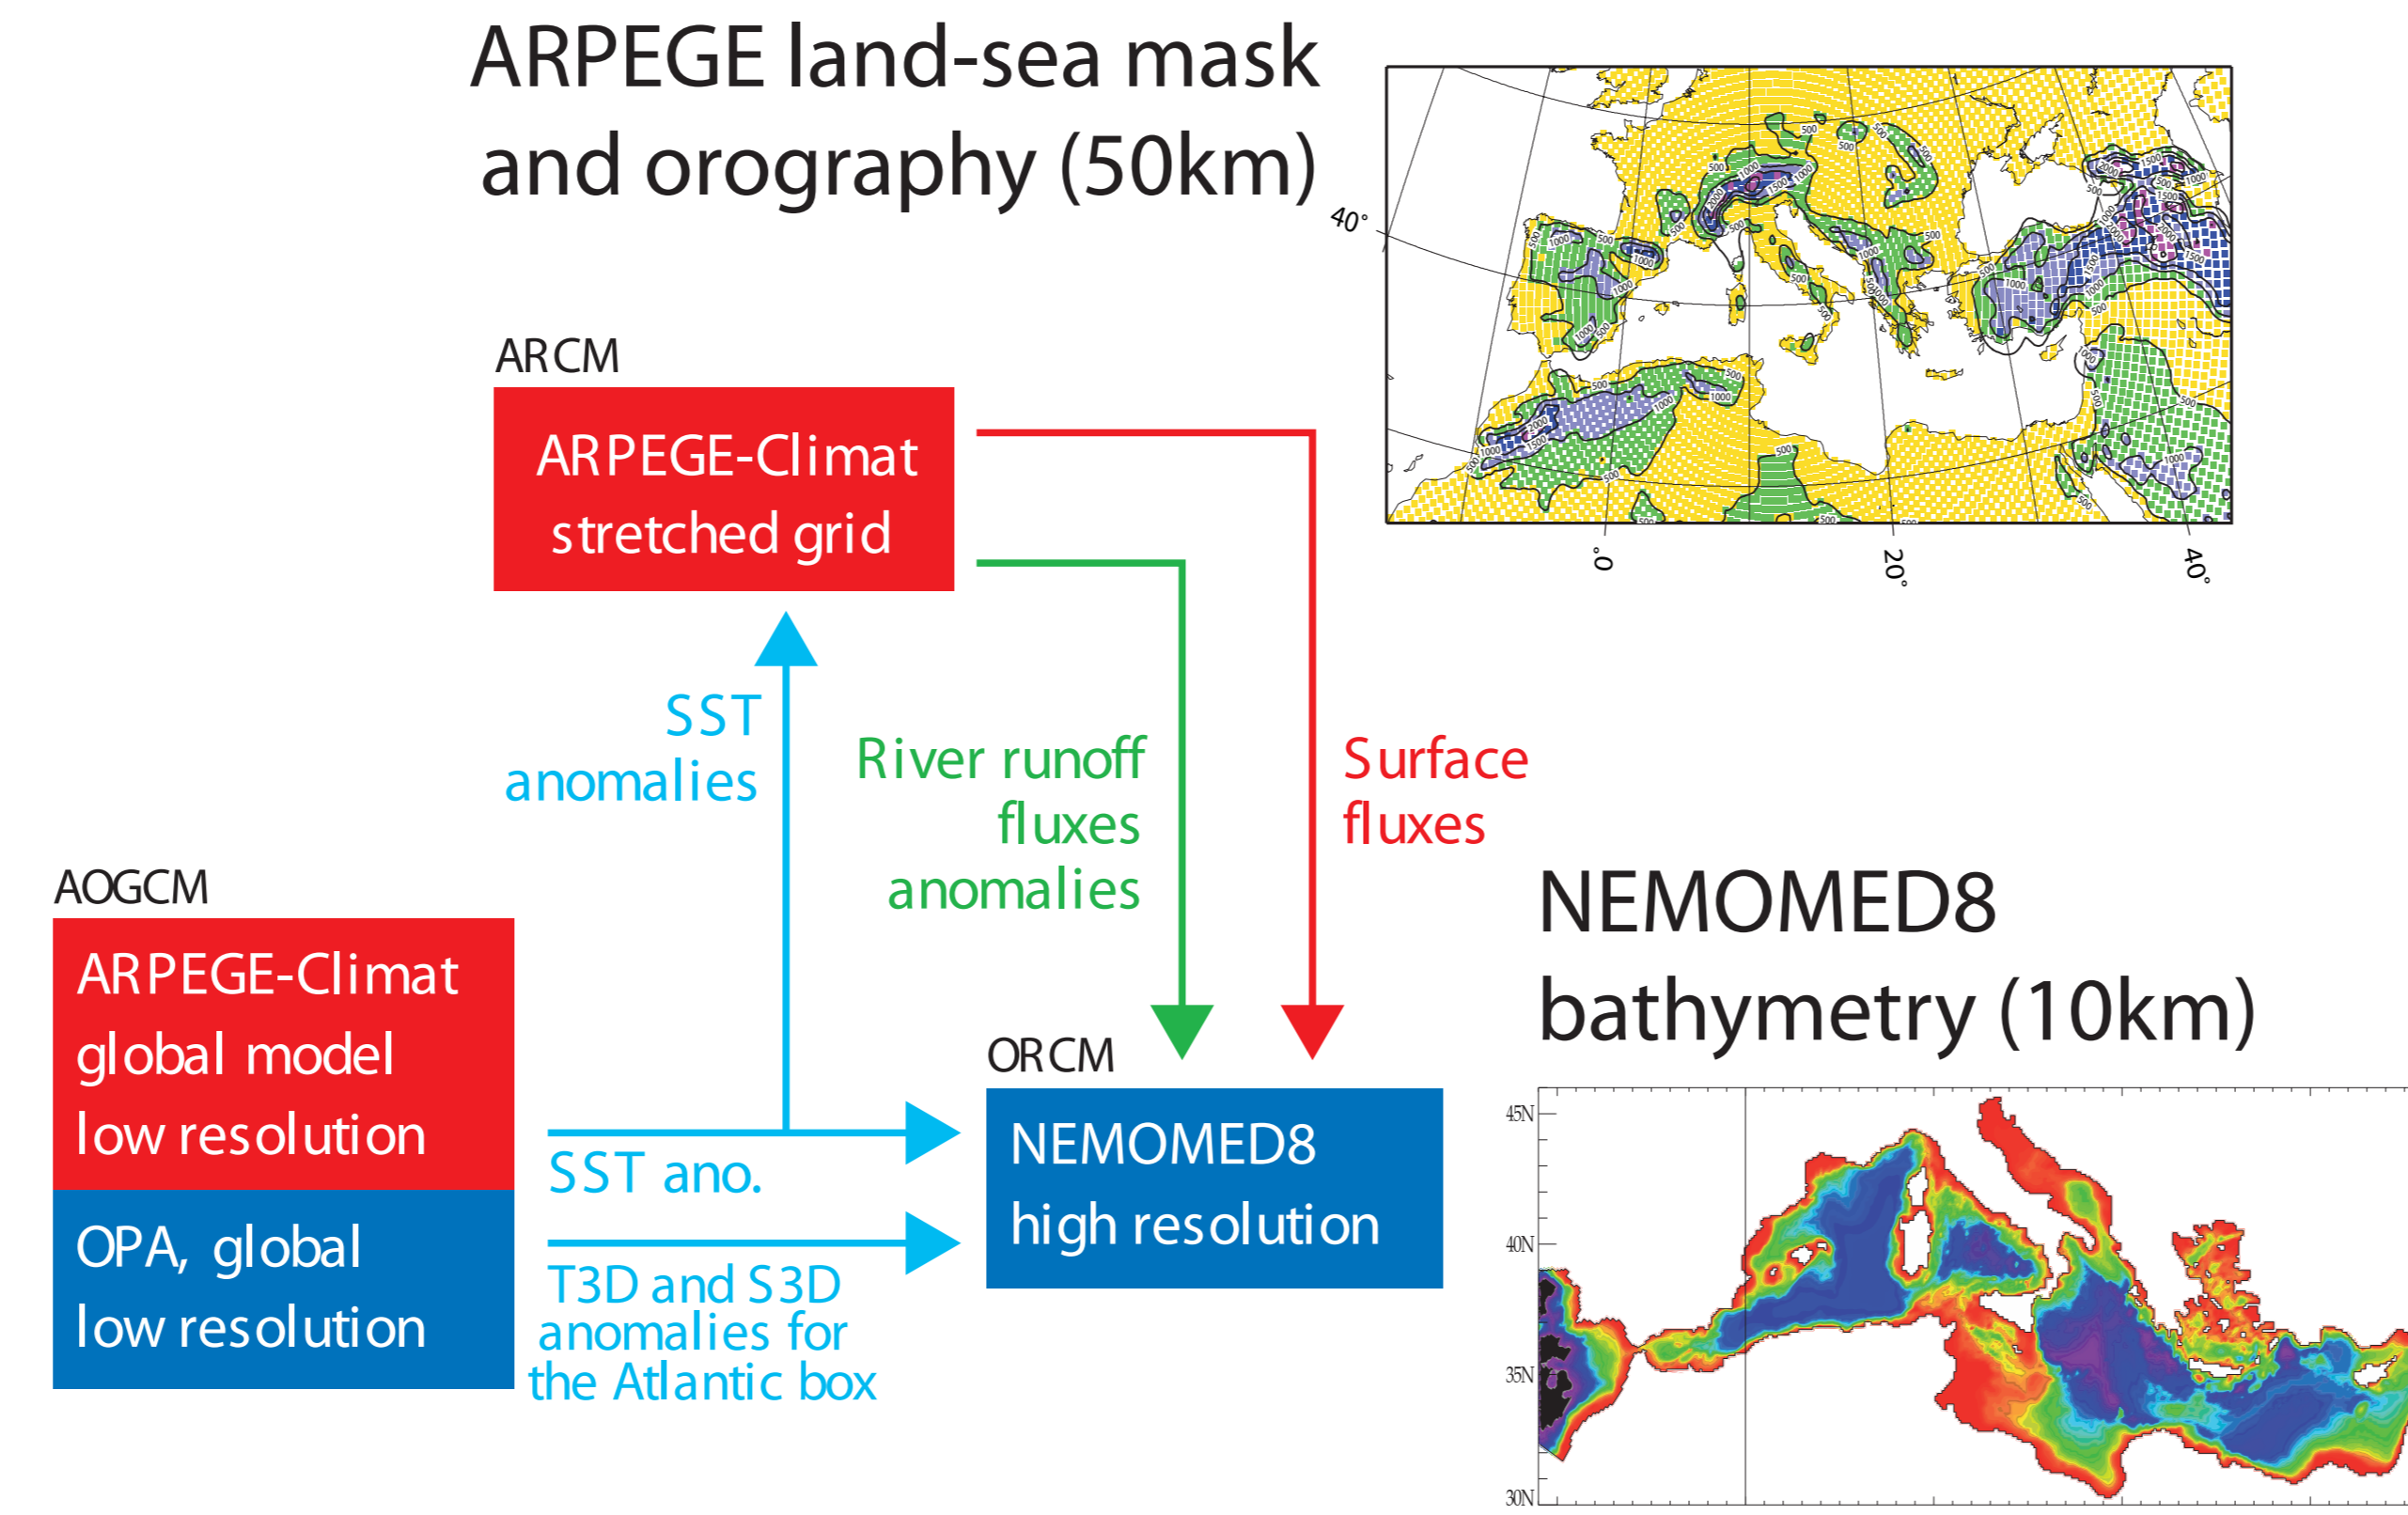 ARPEGE land-sea mask
and orography (50km)
40°
0°
20°
40°
ARCM
ARPEGE-Climat
stretched grid
SST
anomalies
River runoff
fluxes
anomalies
Surface
fluxes
AOGCM
ARPEGE-Climat
global model
low resolution
OPA, global
low resolution
SST ano.
T3D and S3D
anomalies for
the Atlantic box
ORCM
NEMOMED8
high resolution
NEMOMED8
bathymetry (10km)
45N
40N
35N
30N